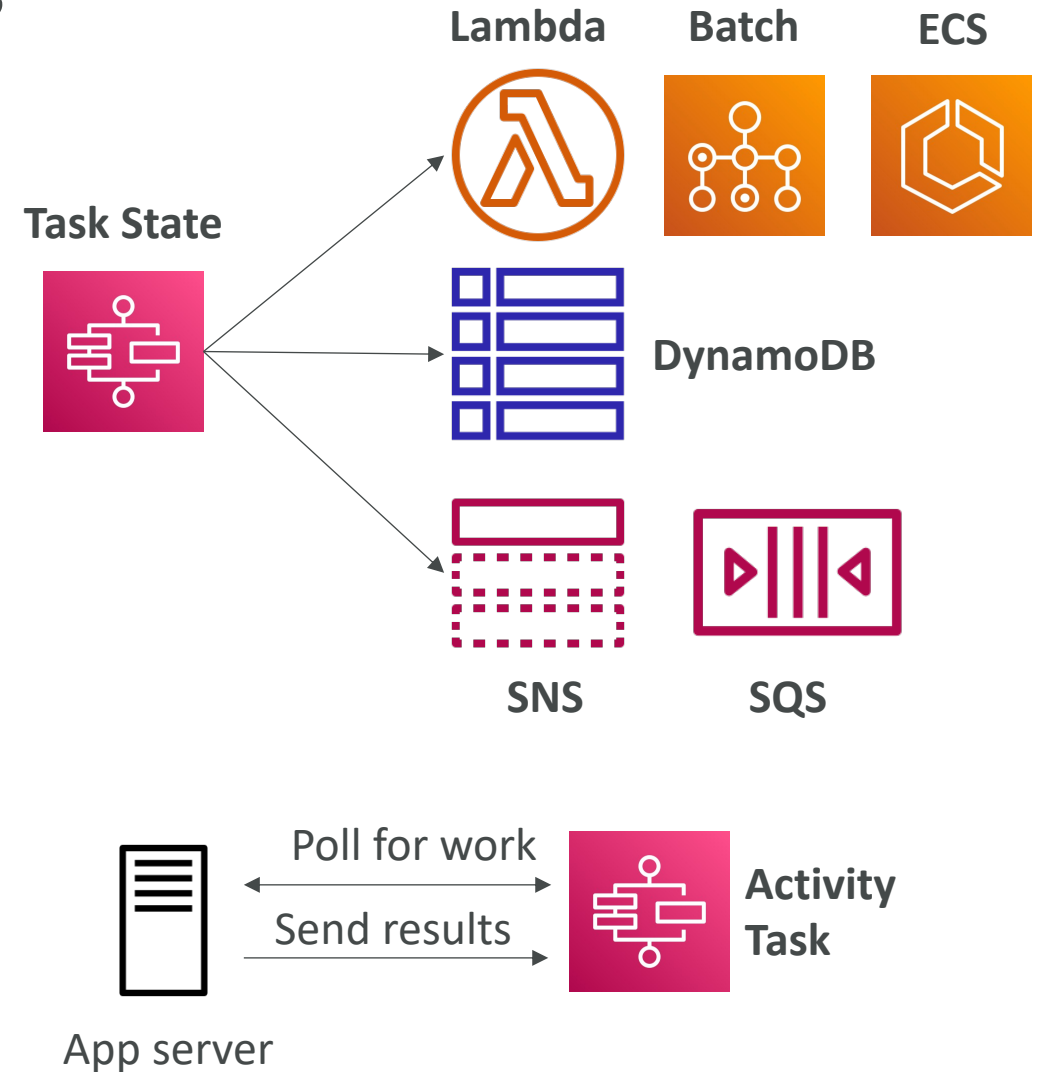 Lambda
Batch
ECS
Task State
DynamoDB
SNS
SQS
Poll for work
Send results
Activity
Task
App server